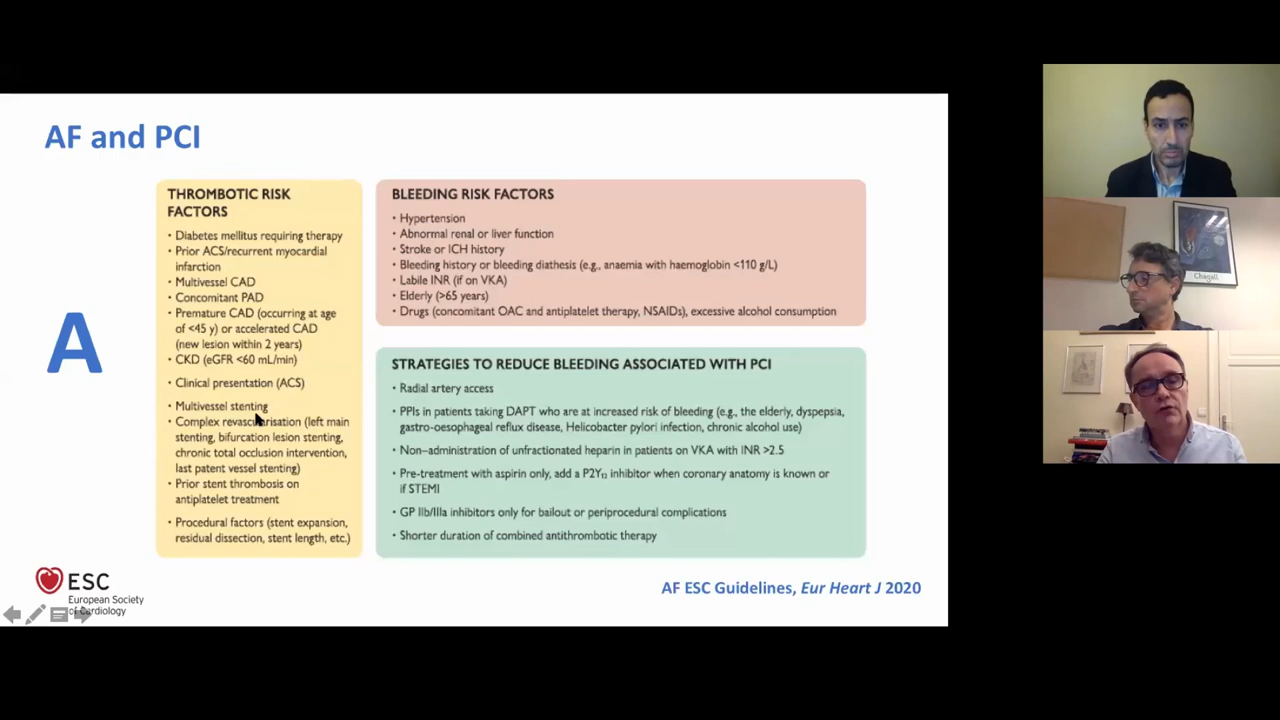 AF and PCI
A
THROMBOTIC RISK
FACTORS
• Diabetes mellitus requiring therapy
• Prior ACS/recurrent myocardial
infarction
• Multivessel CAD
• Concomitant PAD
• Premature CAD (occurring at age
of <45 y) or accelerated CAD
(new lesion within 2 years)
• CKD (eGFR <60 mL/min)
• Clinical presentation (ACS)
• Multivessel stenting
• Complex revascularisation (left main
stenting, bifurcation lesion stenting,
chronic total occlusion intervention,
last patent vessel stenting)
• Prior stent thrombosis on
antiplatelet treatment
• Procedural factors (stent expansion,
residual dissection, stent length, etc.)
BLEEDING RISK FACTORS
• Hypertension
• Abnormal renal or liver function
• Stroke or ICH history
• Bleeding history or bleeding diathesis (e.g., anaemia with haemoglobin <110 g/L)
• Labile INR (if on VKA)
• Elderly (>65 years)
• Drugs (concomitant OAC and antiplatelet therapy, NSAIDs), excessive alcohol consumption
STRATEGIES TO REDUCE BLEEDING ASSOCIATED WITH PCI
• Radial artery access
• PPIs in patients taking DAPT who are at increased risk of bleeding (e.g., the elderly, dyspepsia,
gastro-oesophageal reflux disease, Helicobacter pylori infection, chronic alcohol use)
• Non–administration of unfractionated heparin in patients on VKA with INR >2.5
• Pre-treatment with aspirin only, add a P2Y₁₂ inhibitor when coronary anatomy is known or
if STEMI
• GP IIb/IIIa inhibitors only for bailout or periprocedural complications
• Shorter duration of combined antithrombotic therapy
ESC
European Society
of Cardiology
AF ESC Guidelines, Eur Heart J 2020
Chagall